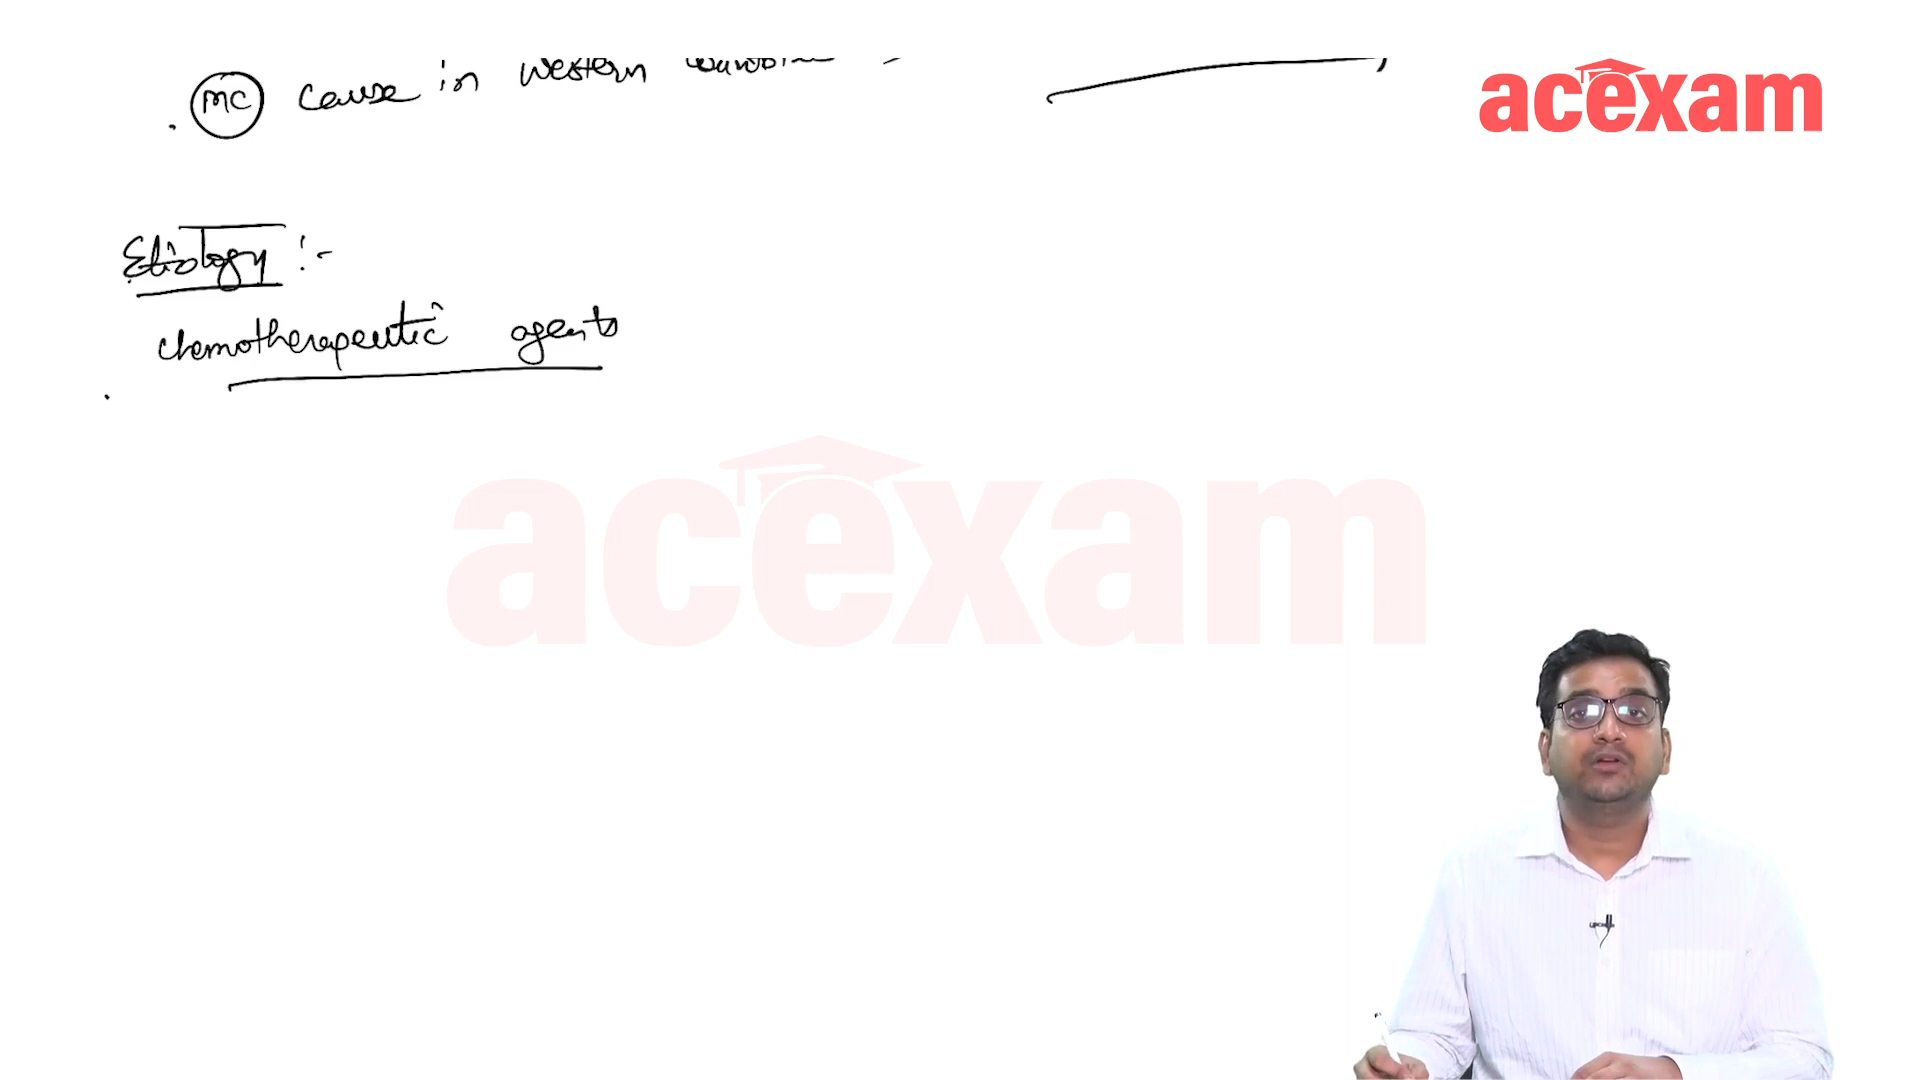 acexam
. MC cause in western
Etiology :-
chemotherapeutic agents
acexam